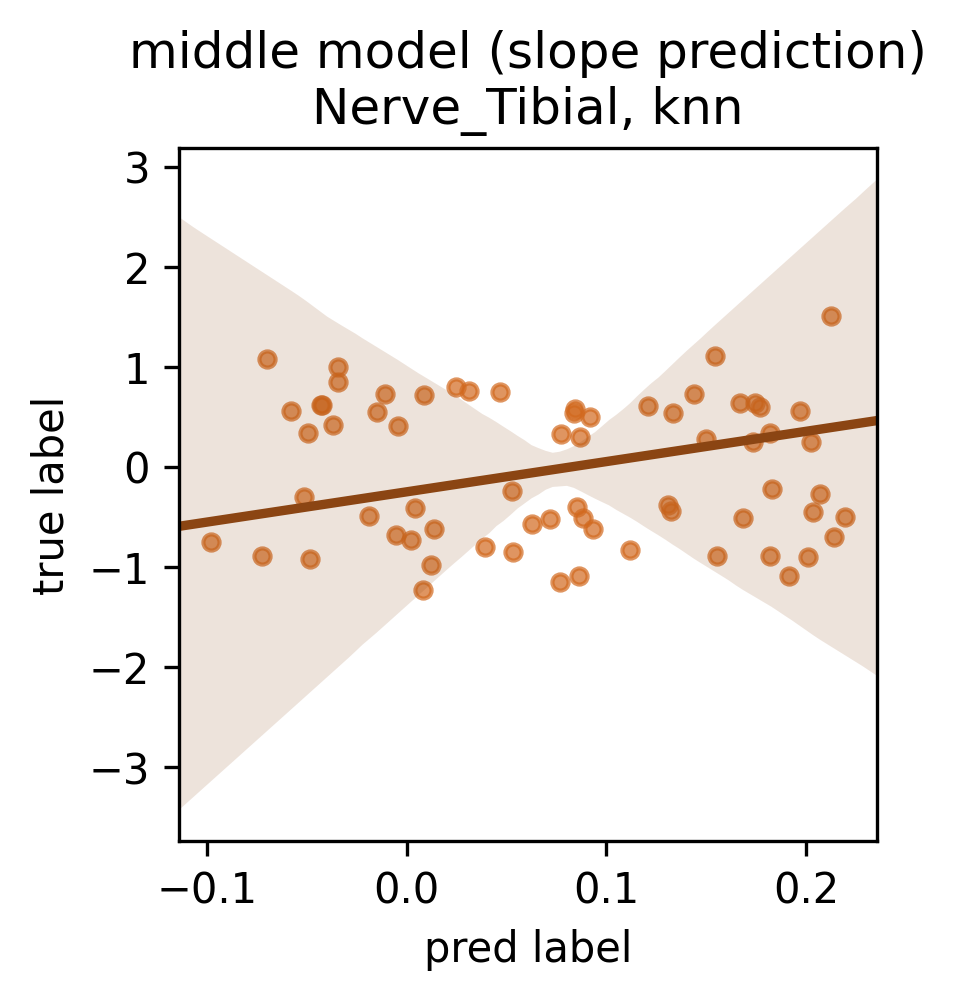 middle model (slope prediction)
Nerve_Tibial, knn
3
2
1
0
−1
−2
−3
true label
−0.1 0.0 0.1 0.2
pred label